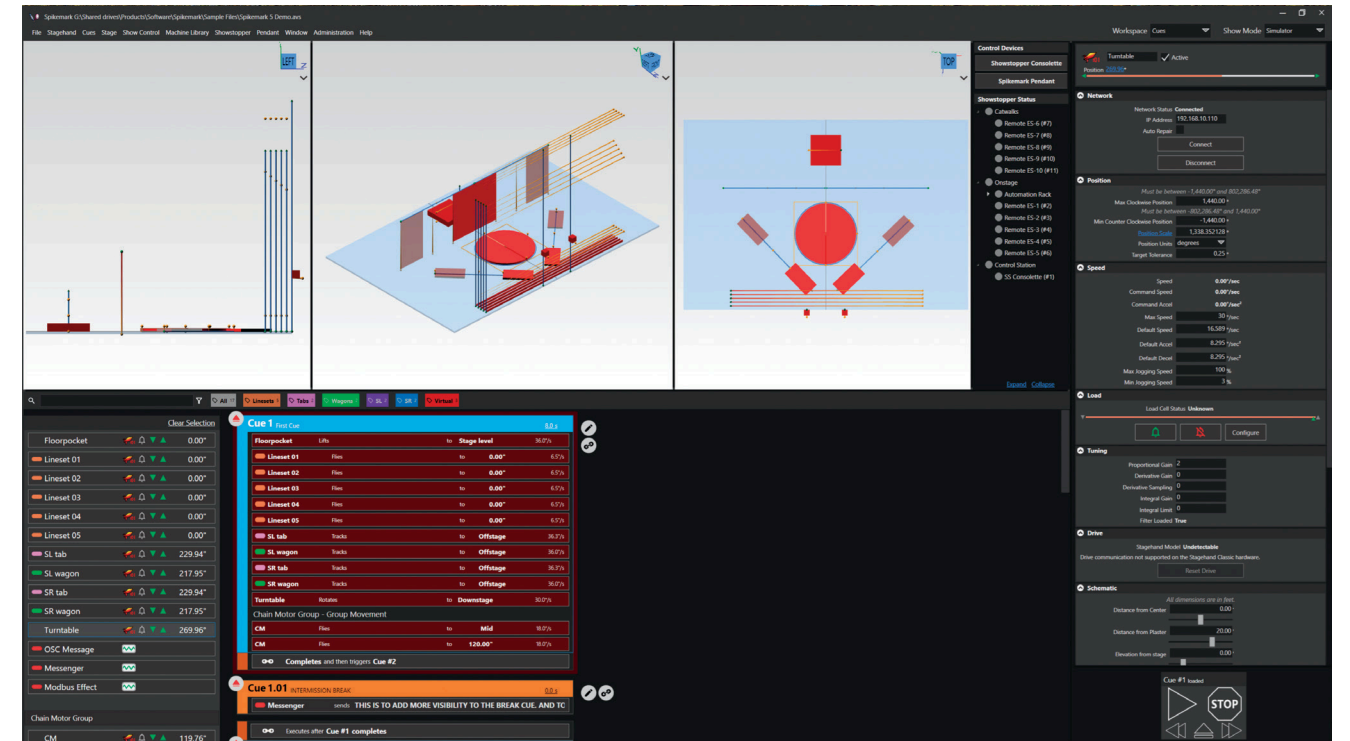 Spikemark G:\Shared drives\Products\Software\Spikemark\Sample Files\Spikemark 5 Demo.avs
File Stagehand Cues Stage Show Control Machine Library Showstopper Pendant Window Administration Help
Workspace Cues Show Mode Simulator
LEFT Z
Y
TOP
Control Devices
Showstopper Consolette
Spikemark Pendant
Showstopper Status
Catwalks
Remote ES-6 (#7)
Remote ES-7 (#8)
Remote ES-8 (#9)
Remote ES-9 (#10)
Remote ES-10 (#11)
Onstage
Automation Rack
Remote ES-1 (#2)
Remote ES-2 (#3)
Remote ES-3 (#4)
Remote ES-4 (#5)
Remote ES-5 (#6)
Control Station
SS Consolette (#1)
Expand Collapse
Turntable Active
Position 269.96°
Network
Network Status Connected
IP Address 192.168.10.110
Auto Repair
Connect
Disconnect
Position
Must be between -1,440.00° and 802,286.48°
Max Clockwise Position 1,440.00 °
Must be between -802,286.48° and 1,440.00°
Min Counter Clockwise Position -1,440.00 °
Position Scale 1,338.352128 °
Position Units degrees
Target Tolerance 0.25 °
Speed
Speed 0.00°/sec
Command Speed 0.00°/sec
Command Accel 0.00°/sec²
Max Speed 30 °/sec
Default Speed 16.589 °/sec
Default Accel 8.295 °/sec²
Default Decel 8.295 °/sec²
Max Jogging Speed 100 %
Min Jogging Speed 3 %
Load
Load Cell Status Unknown
Configure
Tuning
Proportional Gain 2
Derivative Gain 0
Derivative Sampling 0
Integral Gain 0
Integral Limit 0
Filter Loaded True
Drive
Stagehand Model Undetectable
Drive communication not supported on the Stagehand Classic hardware.
Reset Drive
Schematic
All dimensions are in feet.
Distance from Center 0.00
Distance from Plaster 20.00
Elevation from stage 0.00
Cue #1 loaded
STOP
All Linesets Tabs Wagons SL SR Virtual
Clear Selection
Floorpocket 0.00"
Lineset 01 0.00"
Lineset 02 0.00"
Lineset 03 0.00"
Lineset 04 0.00"
Lineset 05 0.00"
SL tab 229.94"
SL wagon 217.95"
SR tab 229.94"
SR wagon 217.95"
Turntable 269.96°
OSC Message
Messenger
Modbus Effect
Chain Motor Group
CM 119.76"
Cue 1 First Cue 0.0 s
Floorpocket Lifts to Stage level 36.0"/s
Lineset 01 Flies to 0.00" 6.5"/s
Lineset 02 Flies to 0.00" 6.5"/s
Lineset 03 Flies to 0.00" 6.5"/s
Lineset 04 Flies to 0.00" 6.5"/s
Lineset 05 Flies to 0.00" 6.5"/s
SL tab Tracks to Offstage 36.3"/s
SL wagon Tracks to Offstage 36.0"/s
SR tab Tracks to Offstage 36.3"/s
SR wagon Tracks to Offstage 36.0"/s
Turntable Rotates to Downstage 30.0°/s
Chain Motor Group - Group Movement
CM Flies to Mid 18.0"/s
CM Flies to 120.00" 18.0"/s
Completes and then triggers Cue #2
Cue 1.01 INTERMISSION BREAK 0.0 s
Messenger sends THIS IS TO ADD MORE VISIBILITY TO THE BREAK CUE. AND TC
Executes after Cue #1 completes